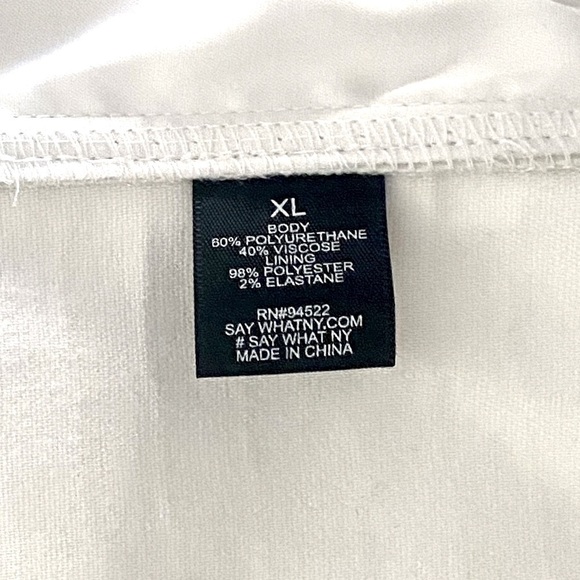 XL
BODY
60% POLYURETHANE
40% VISCOSE
LINING
98% POLYESTER
2% ELASTANE
RN#94522
SAY WHATNY.COM
# SAY WHAT NY
MADE IN CHINA